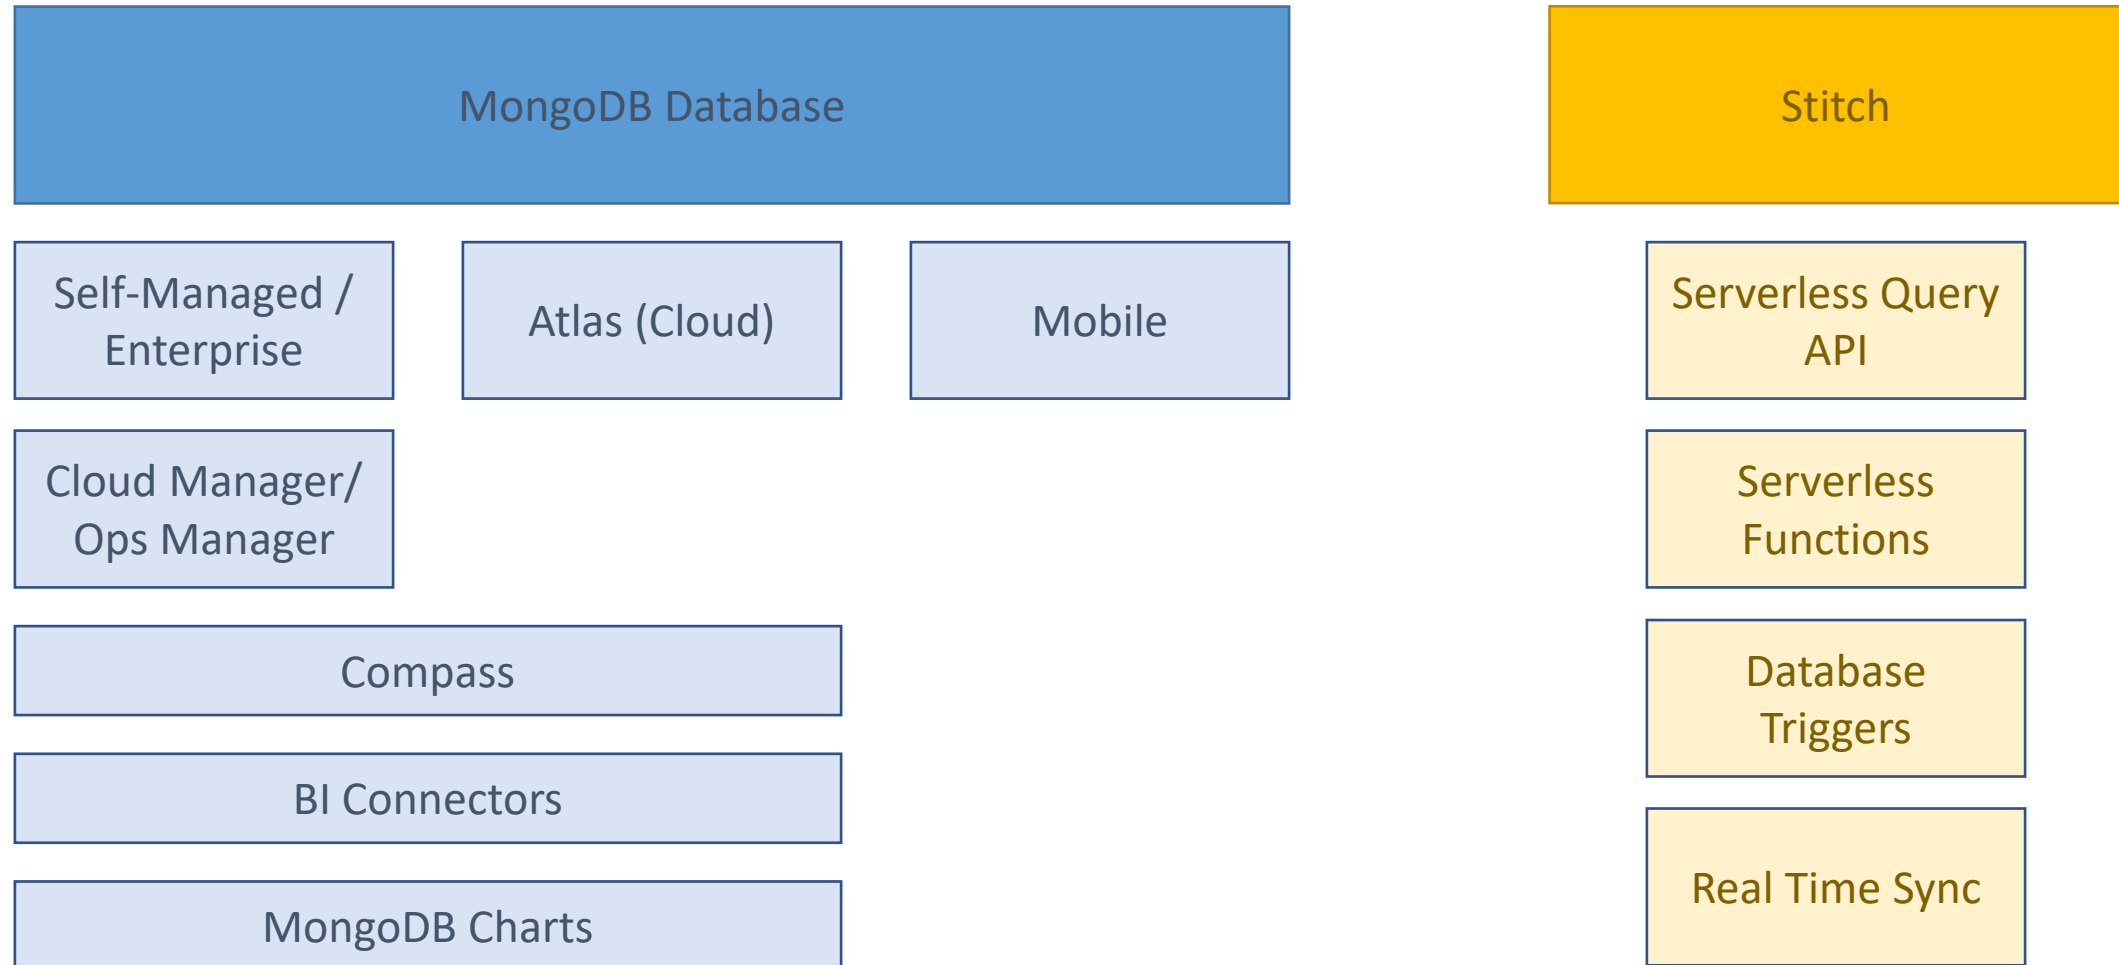 MongoDB Database
Stitch
Self-Managed /
Enterprise
Atlas (Cloud)
Mobile
Serverless Query
API
Cloud Manager/
Ops Manager
Serverless
Functions
Compass
Database
Triggers
BI Connectors
Real Time Sync
MongoDB Charts